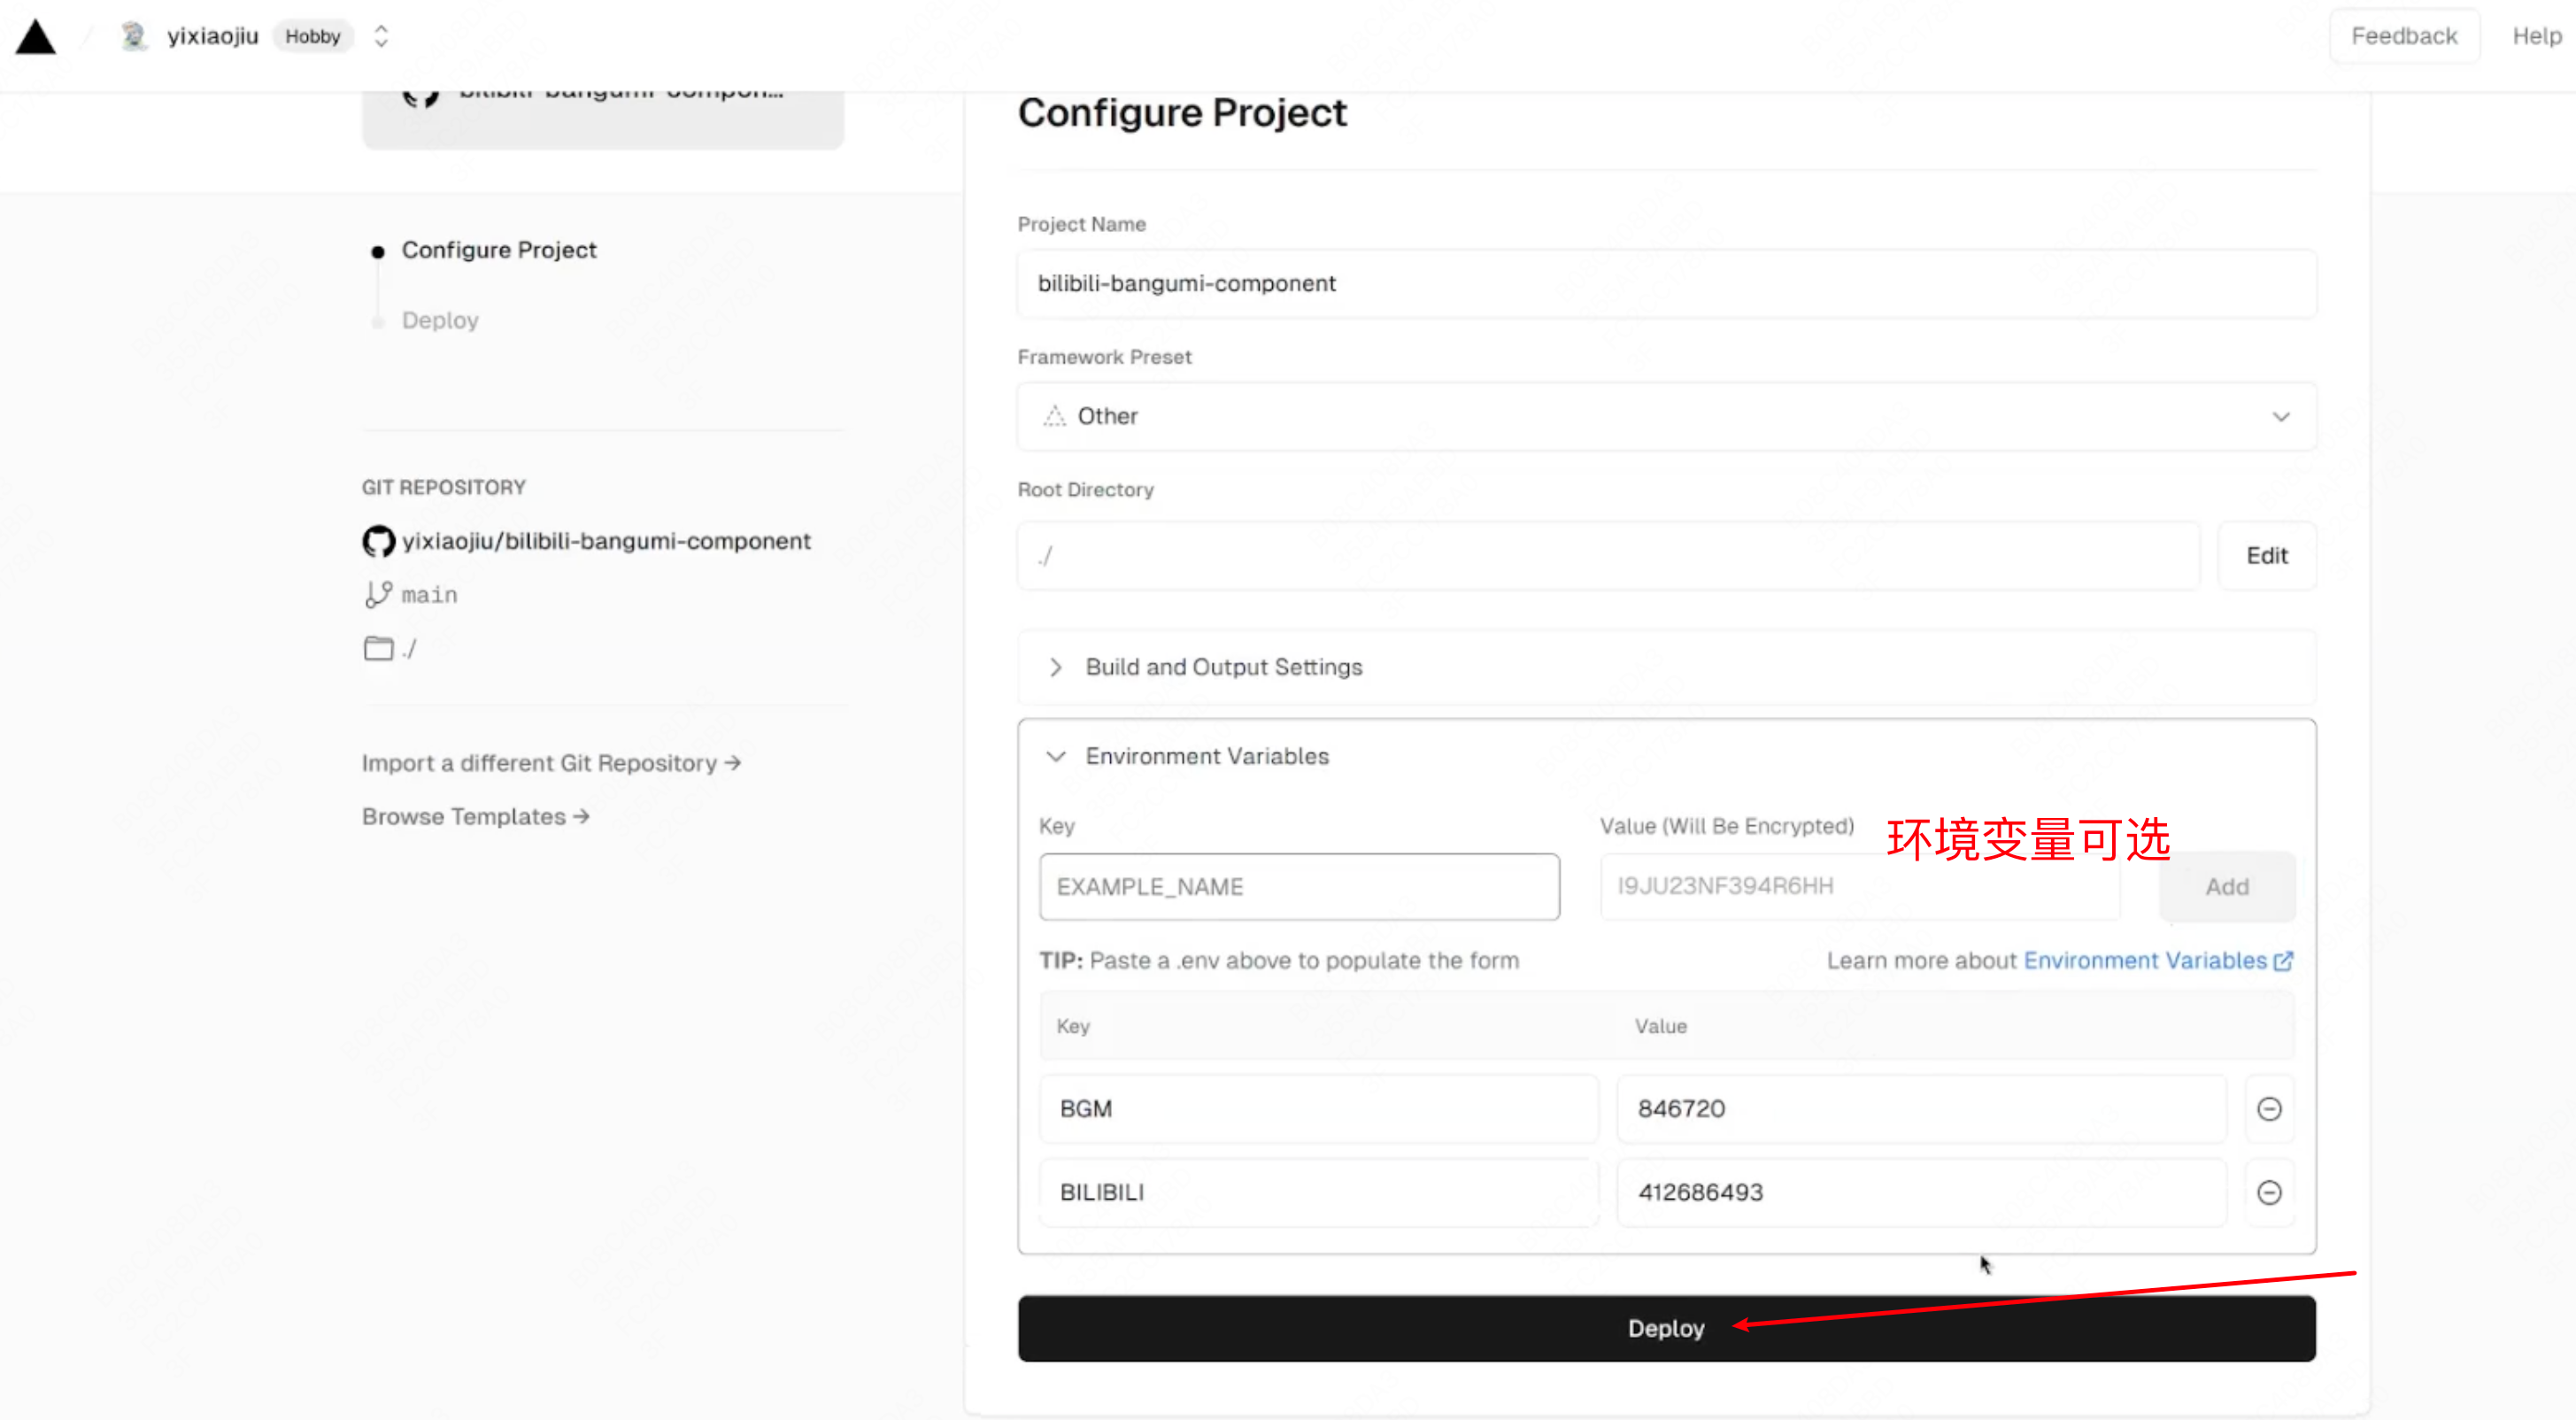 yixiaojiu Hobby
Feedback Help
bilibili-bangumi-compon...
Configure Project
Deploy
GIT REPOSITORY
yixiaojiu/bilibili-bangumi-component
main
./
Import a different Git Repository →
Browse Templates →
Configure Project
Project Name
bilibili-bangumi-component
Framework Preset
Other
Root Directory
./
Edit
Build and Output Settings
Environment Variables
Key
Value (Will Be Encrypted)
环境变量可选
EXAMPLE_NAME
I9JU23NF394R6HH
Add
TIP: Paste a .env above to populate the form
Learn more about Environment Variables
Key
Value
BGM
846720
BILIBILI
412686493
Deploy